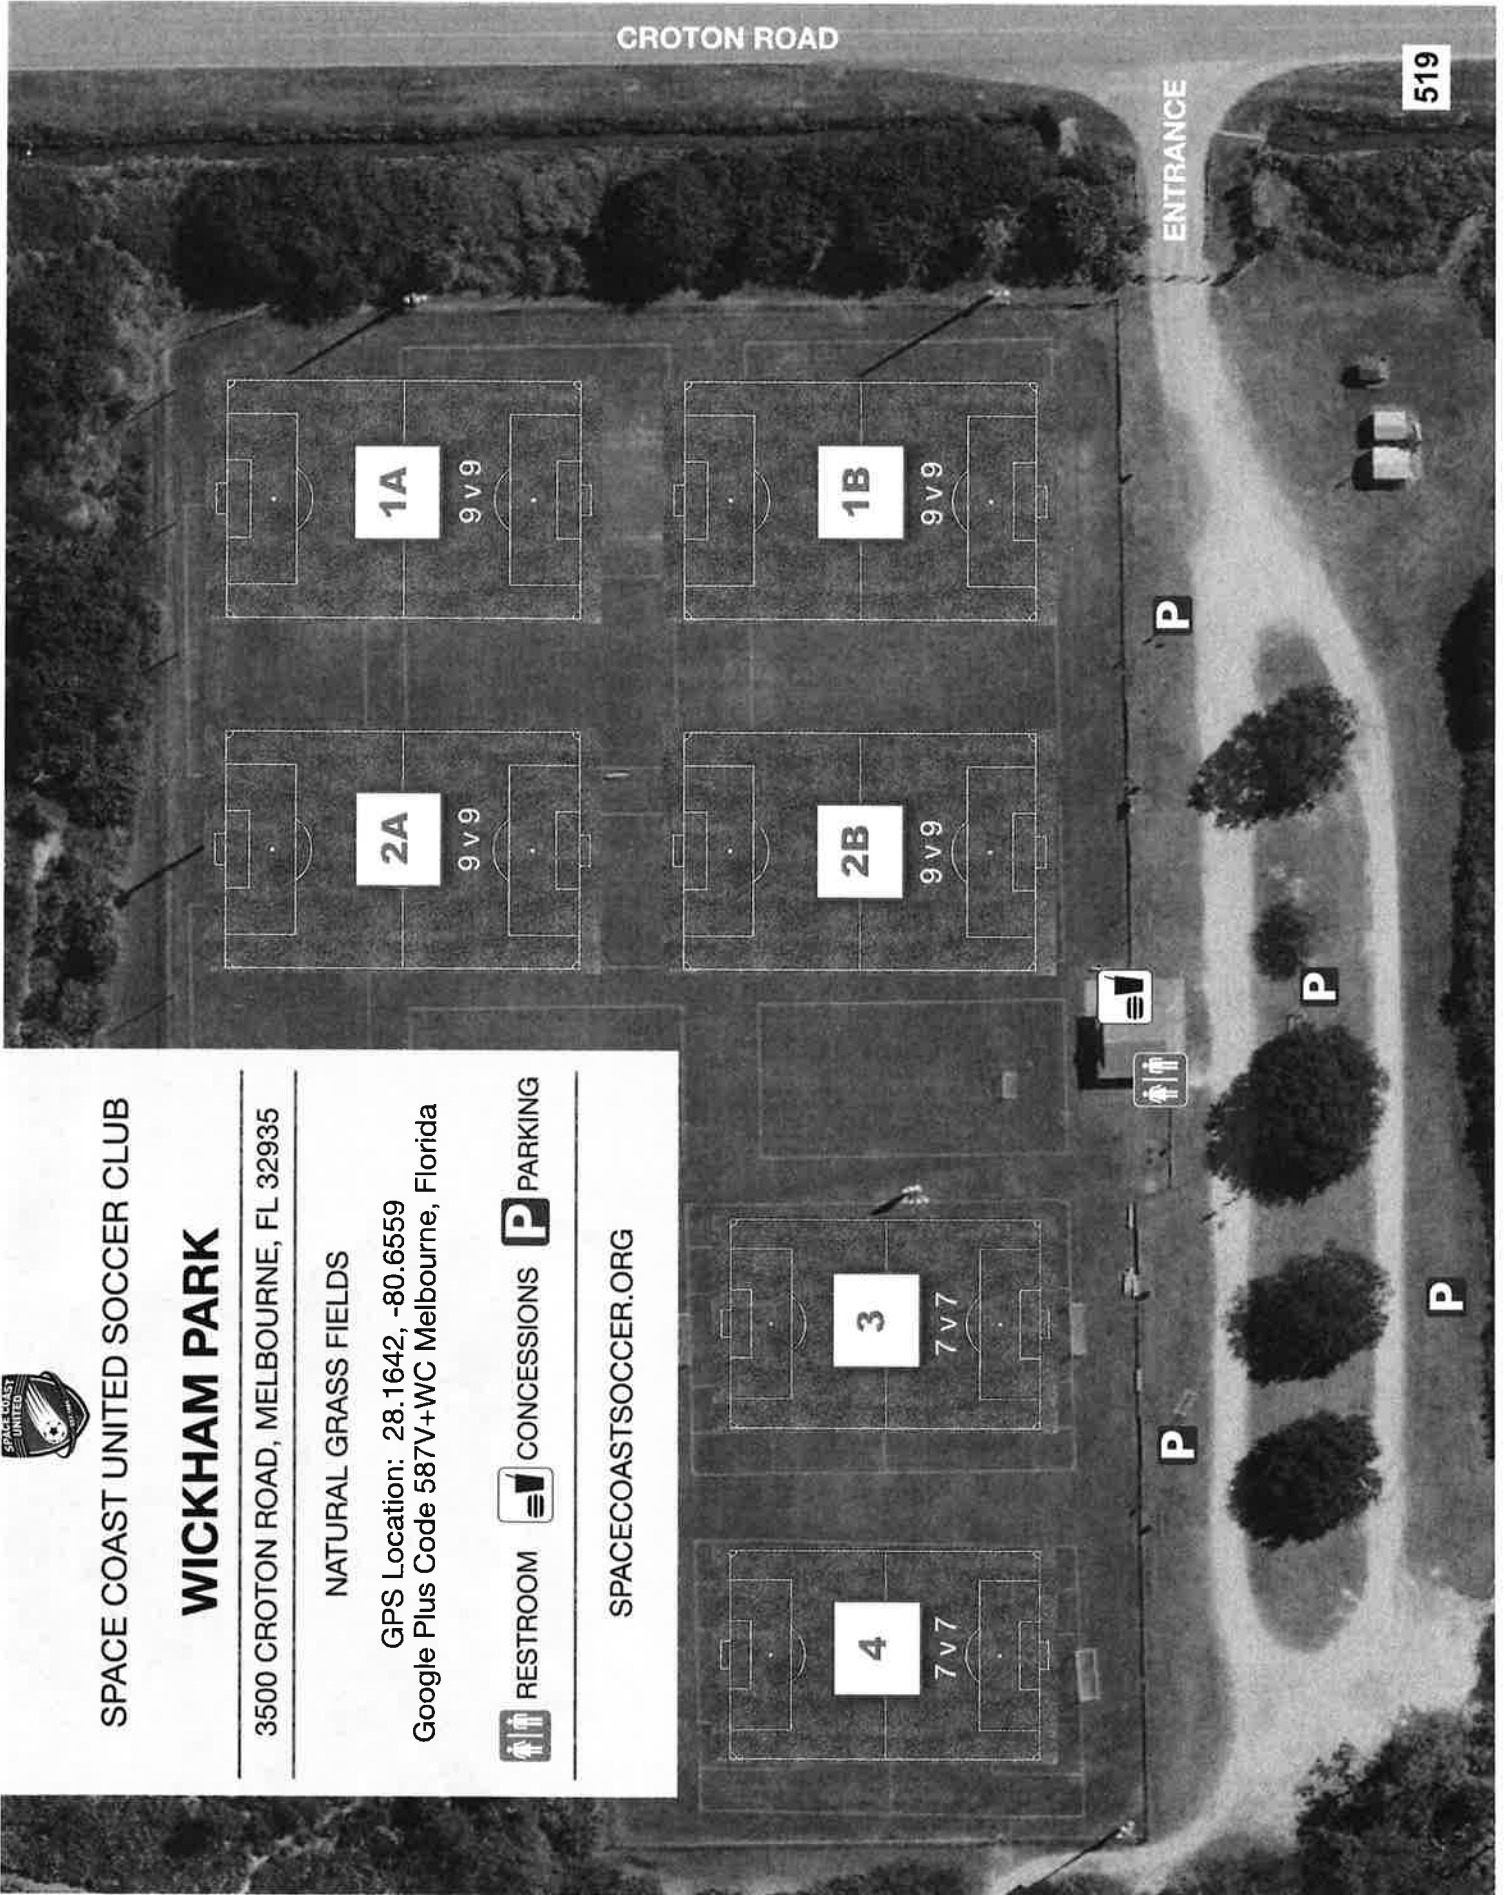 CROTON ROAD
ENTRANCE
519
1A
9 v 9
1B
9 v 9
2A
9 v 9
2B
9 v 9
3
7 v 7
4
7 v 7
P
P
P
P
SPACE COAST
UNITED
SPACE COAST UNITED SOCCER CLUB
WICKHAM PARK
3500 CROTON ROAD, MELBOURNE, FL 32935
NATURAL GRASS FIELDS
GPS Location: 28.1642, -80.6559
Google Plus Code 587V+WC Melbourne, Florida
RESTROOM CONCESSIONS P PARKING
SPACECOASTSOCCER.ORG